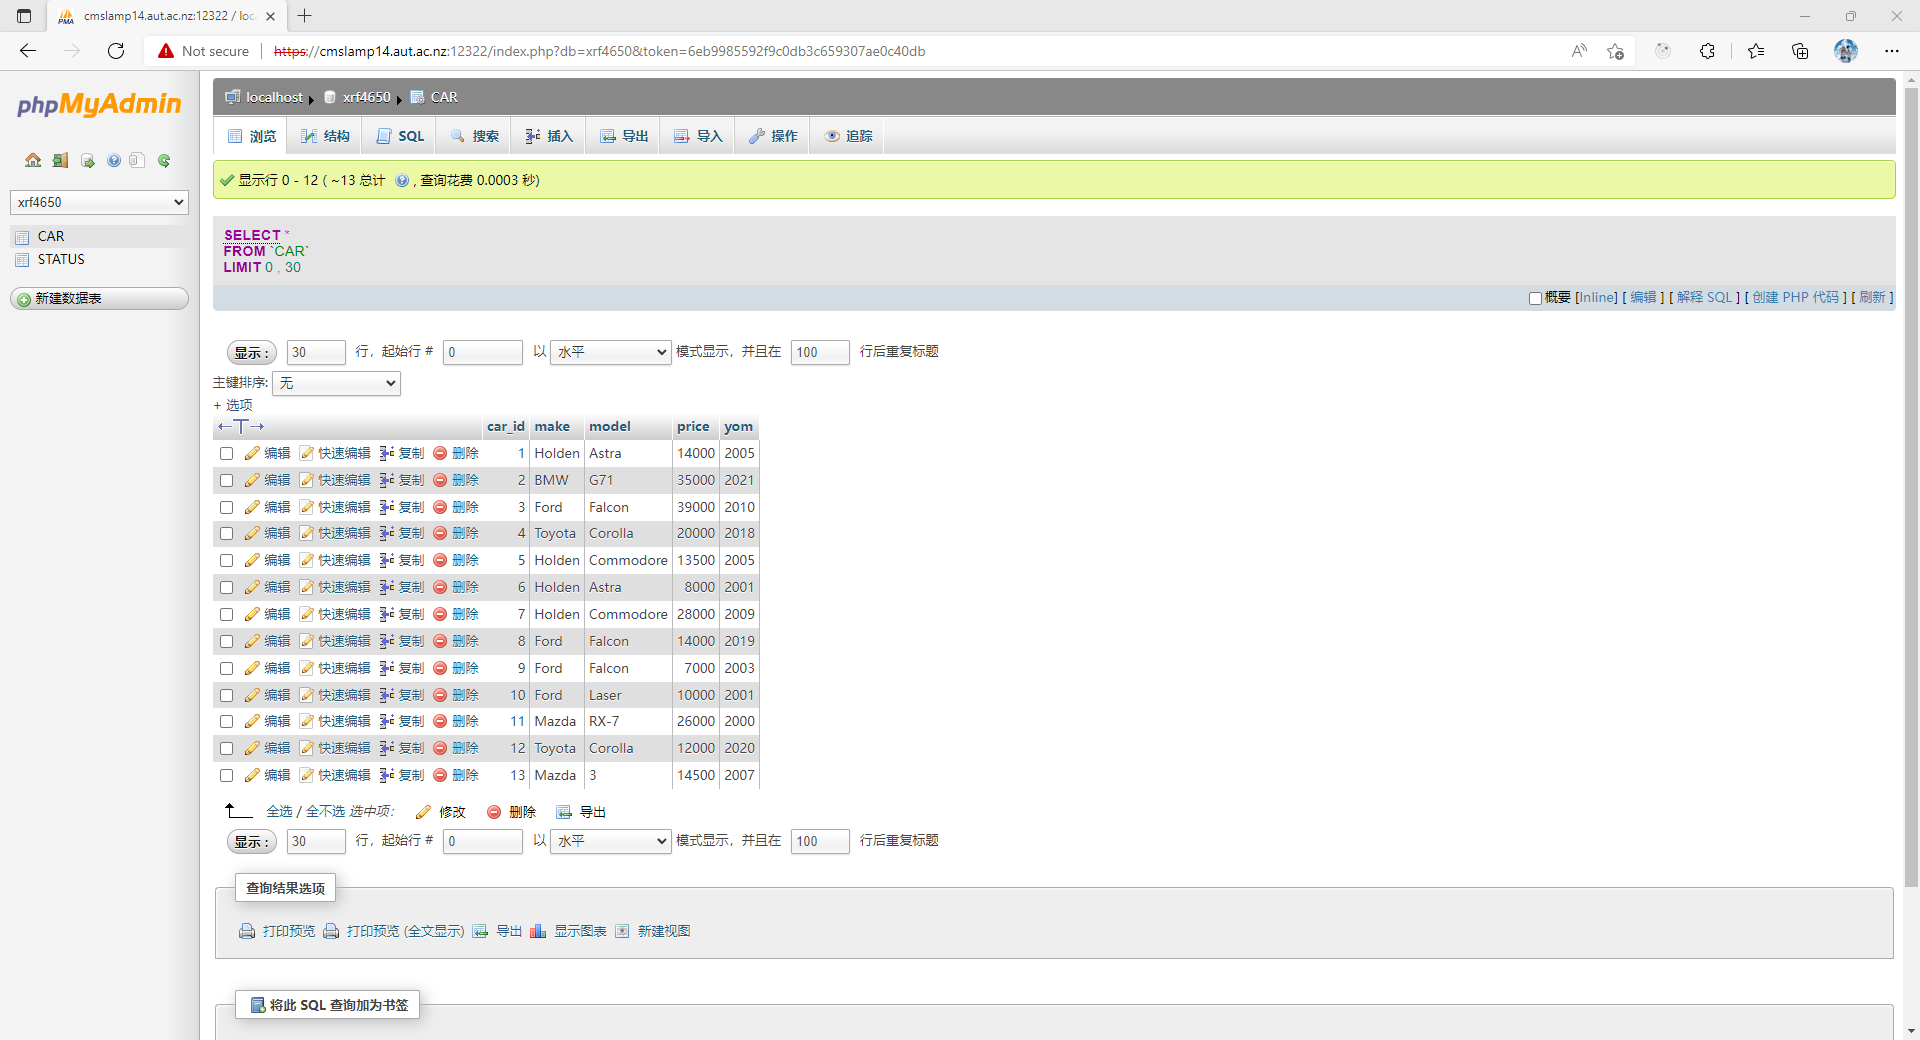 cmslamp14.aut.ac.nz:12322 / loc
Not secure https://cmslamp14.aut.ac.nz:12322/index.php?db=xrf4650&token=6eb9985592f9c0db3c659307ae0c40db
phpMyAdmin
xrf4650
CAR
STATUS
新建数据表
localhost ▸ xrf4650 ▸ CAR
浏览 结构 SQL 搜索 插入 导出 导入 操作 追踪
显示行 0 - 12 ( ~13 总计 , 查询花费 0.0003 秒)
SELECT *
FROM `CAR`
LIMIT 0 , 30
概要 [Inline] [ 编辑 ] [ 解释 SQL ] [ 创建 PHP 代码 ] [ 刷新 ]
显示 : 30 行，起始行 # 0 以 水平 模式显示，并且在 100 行后重复标题
主键排序: 无
+ 选项
←T→ car_id make model price yom
编辑 快速编辑 复制 删除 1 Holden Astra 14000 2005
编辑 快速编辑 复制 删除 2 BMW G71 35000 2021
编辑 快速编辑 复制 删除 3 Ford Falcon 39000 2010
编辑 快速编辑 复制 删除 4 Toyota Corolla 20000 2018
编辑 快速编辑 复制 删除 5 Holden Commodore 13500 2005
编辑 快速编辑 复制 删除 6 Holden Astra 8000 2001
编辑 快速编辑 复制 删除 7 Holden Commodore 28000 2009
编辑 快速编辑 复制 删除 8 Ford Falcon 14000 2019
编辑 快速编辑 复制 删除 9 Ford Falcon 7000 2003
编辑 快速编辑 复制 删除 10 Ford Laser 10000 2001
编辑 快速编辑 复制 删除 11 Mazda RX-7 26000 2000
编辑 快速编辑 复制 删除 12 Toyota Corolla 12000 2020
编辑 快速编辑 复制 删除 13 Mazda 3 14500 2007
全选 / 全不选 选中项: 修改 删除 导出
显示 : 30 行，起始行 # 0 以 水平 模式显示，并且在 100 行后重复标题
查询结果选项
打印预览 打印预览 (全文显示) 导出 显示图表 新建视图
将此 SQL 查询加为书签